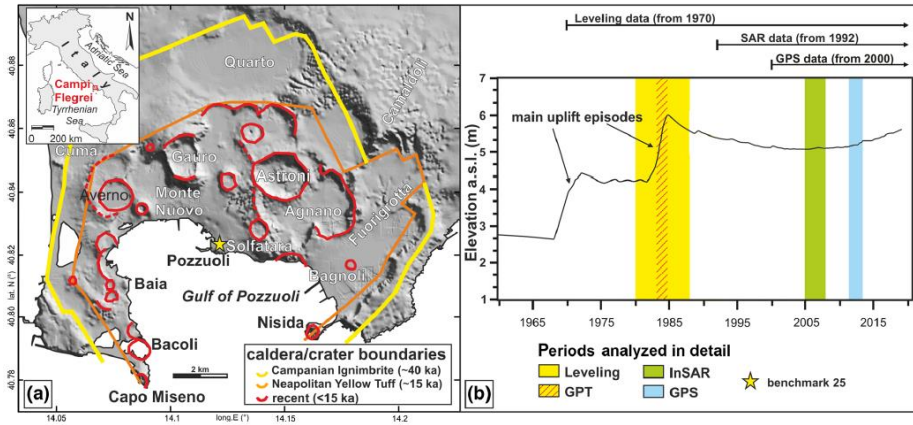 (a)
Italy
Adriatic Sea
N
Campi
Flegrei
Tyrrhenian
Sea
0 200 km
Quarto
Camaldoli
Cuma
Gauro
Astroni
Averno
Monte
Nuovo
Agnano
Fuorigrotta
Solfatara
Pozzuoli
Bagnoli
Baia
Gulf of Pozzuoli
Nisida
Bacoli
Capo Miseno
2 km
caldera/crater boundaries
Campanian Ignimbrite (~40 ka)
Neapolitan Yellow Tuff (~15 ka)
recent (<15 ka)
40.88
40.86
40.84
40.82
40.80
40.78
lat. N (°)
14.05 14.1 14.15 14.2
long.E (°)
Leveling data (from 1970)
SAR data (from 1992)
GPS data (from 2000)
main uplift episodes
Elevation a.s.l. (m)
7
6
5
4
3
2
1
1965 1975 1985 1995 2005 2015
(b)
Periods analyzed in detail
Leveling InSAR
GPT GPS
benchmark 25